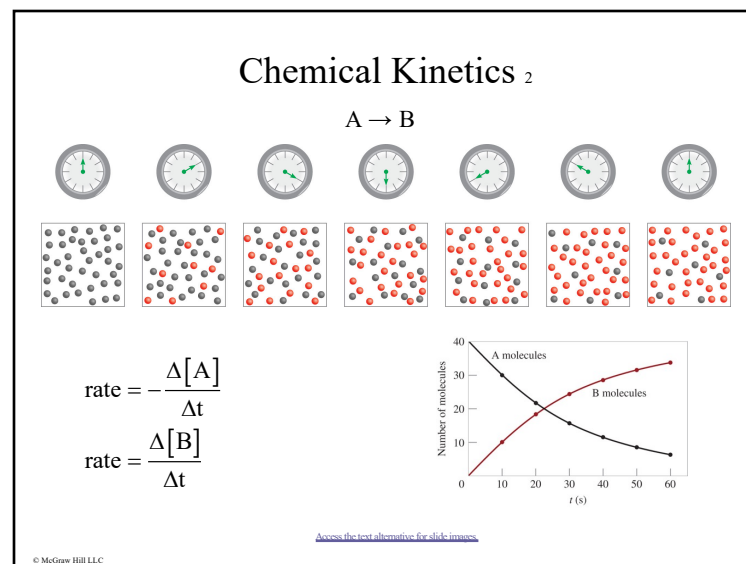 Chemical Kinetics 2
A → B
rate = − Δ[A] / Δt
rate = Δ[B] / Δt
40
30
20
10
0
10 20 30 40 50 60
Number of molecules
A molecules
B molecules
t (s)
Access the text alternative for slide images.
© McGraw Hill LLC